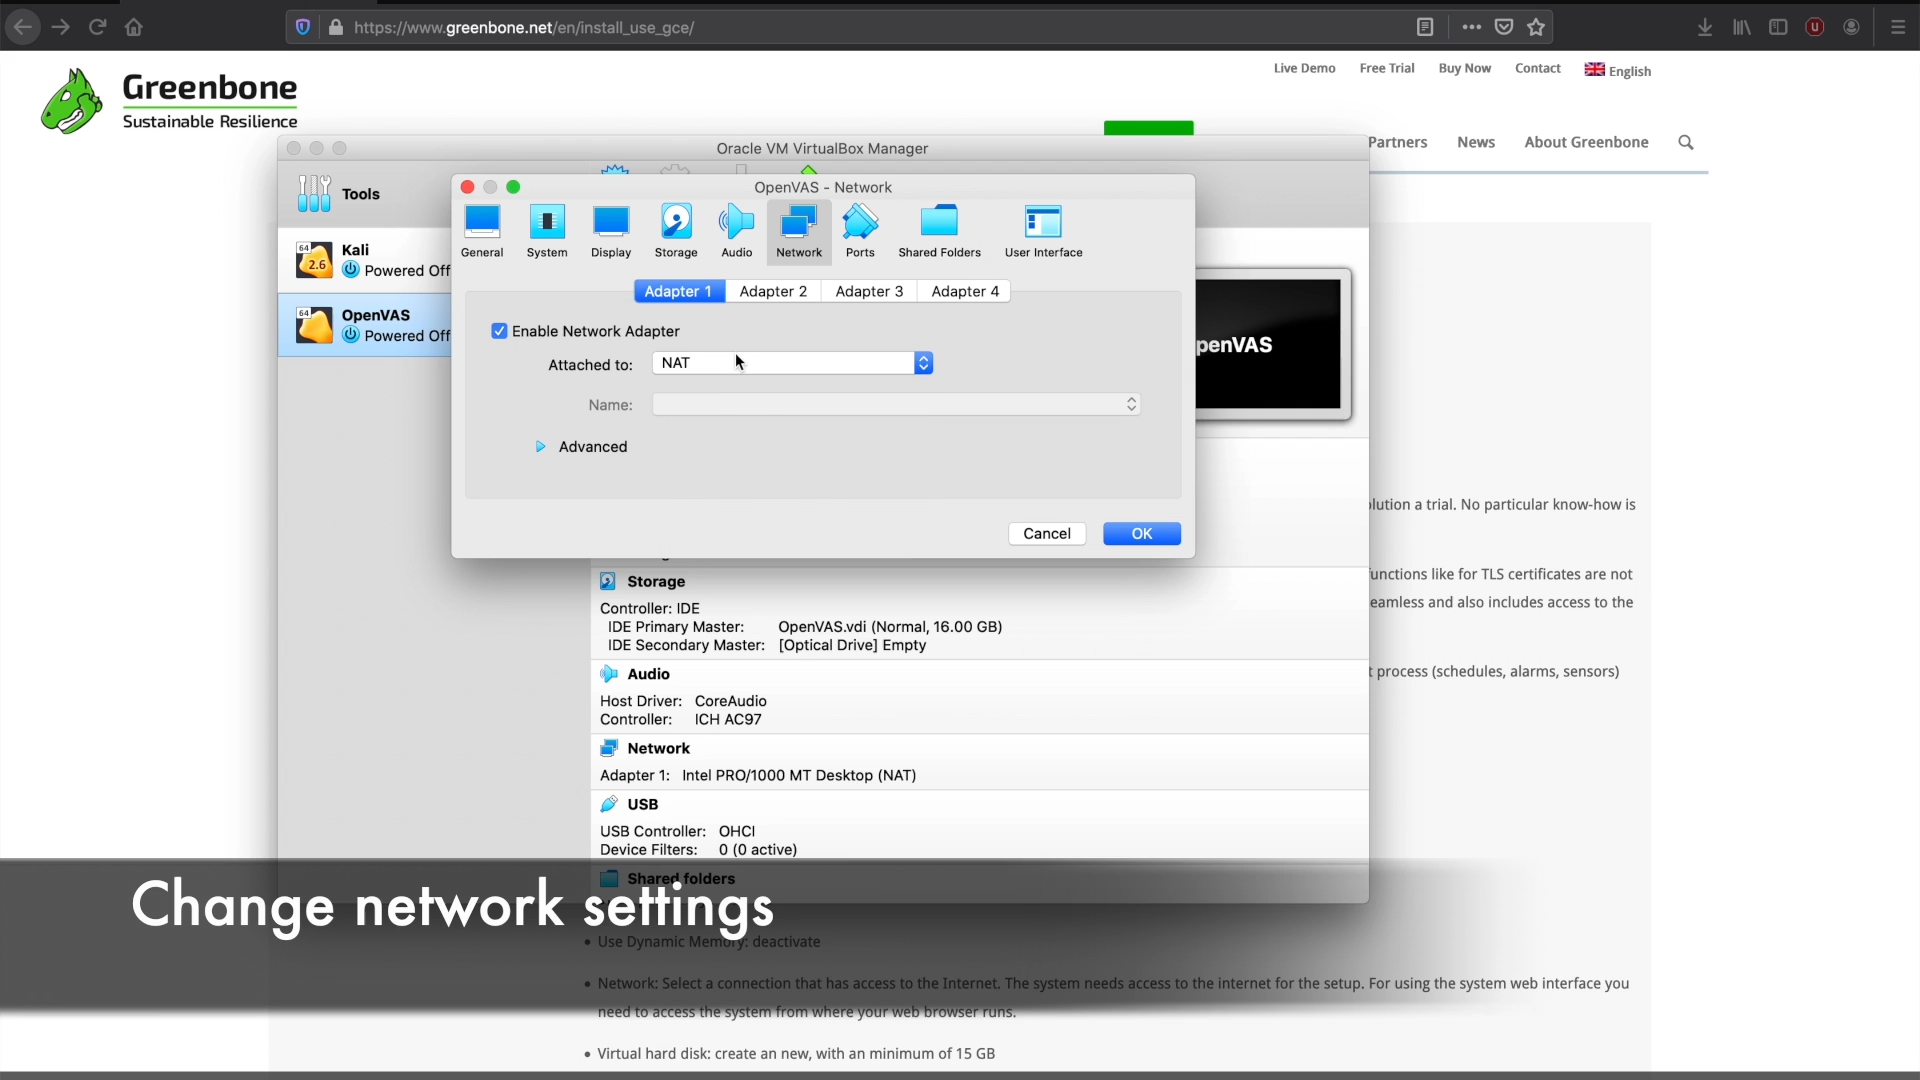 https://www.greenbone.net/en/install_use_gce/
Greenbone
Sustainable Resilience
Live Demo
Free Trial
Buy Now
Contact
English
Partners
News
About Greenbone
Oracle VM VirtualBox Manager
Tools
64
2.6
Kali
Powered Off
64
OpenVAS
Powered Off
OpenVAS - Network
General
System
Display
Storage
Audio
Network
Ports
Shared Folders
User Interface
Adapter 1
Adapter 2
Adapter 3
Adapter 4
Enable Network Adapter
Attached to:
NAT
Name:
Advanced
Cancel
OK
penVAS
lution a trial. No particular know-how is
unctions like for TLS certificates are not
eamless and also includes access to the
t process (schedules, alarms, sensors)
Storage
Controller: IDE
IDE Primary Master: OpenVAS.vdi (Normal, 16.00 GB)
IDE Secondary Master: [Optical Drive] Empty
Audio
Host Driver: CoreAudio
Controller: ICH AC97
Network
Adapter 1: Intel PRO/1000 MT Desktop (NAT)
USB
USB Controller: OHCI
Device Filters: 0 (0 active)
Shared folders
Change network settings
• Use Dynamic Memory: deactivate
• Network: Select a connection that has access to the Internet. The system needs access to the internet for the setup. For using the system web interface you
need to access the system from where your web browser runs.
• Virtual hard disk: create an new, with an minimum of 15 GB